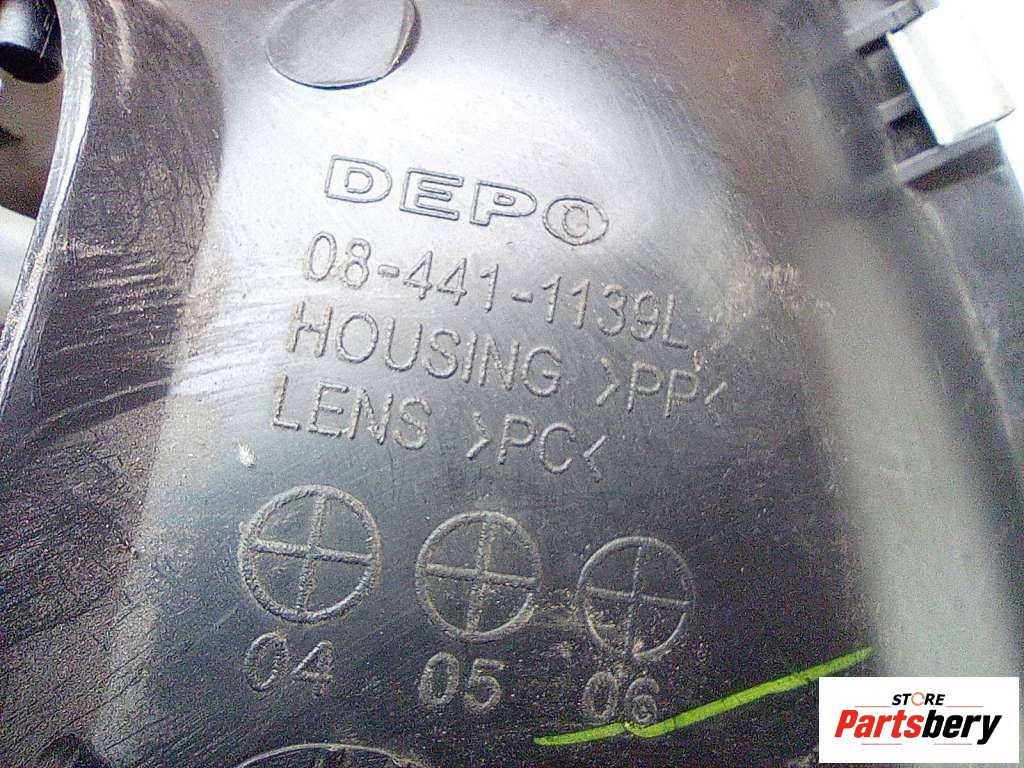 DEPO
08-441-1139L
HOUSING >PP<
LENS >PC<
04 05 06
STORE
Partsbery